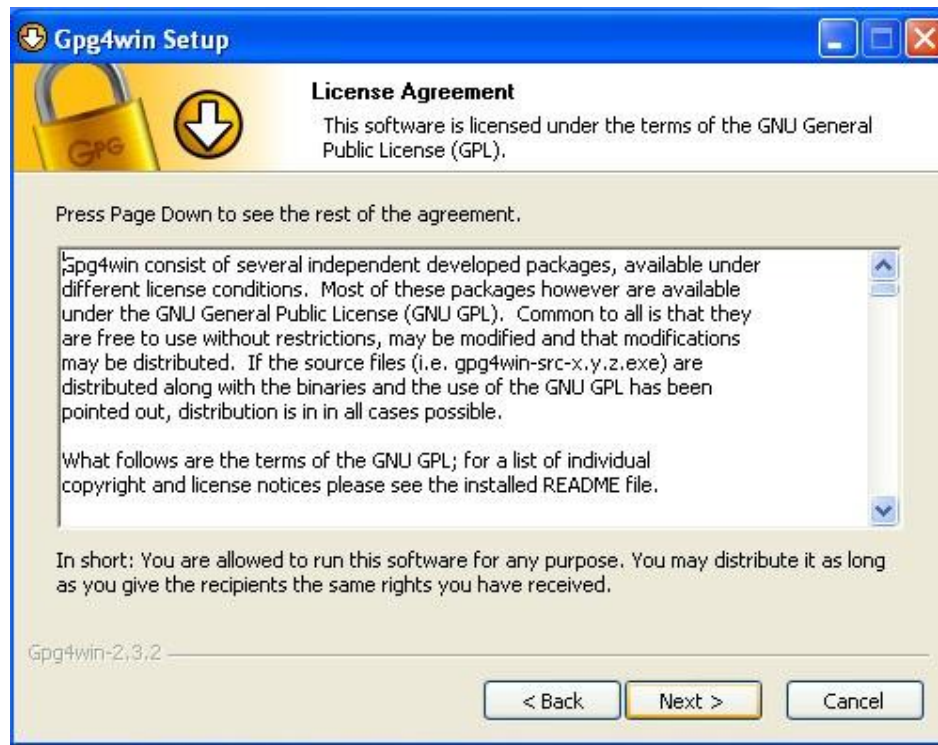 Gpg4win Setup
GPG
License Agreement
This software is licensed under the terms of the GNU General
Public License (GPL).
Press Page Down to see the rest of the agreement.
Gpg4win consist of several independent developed packages, available under
different license conditions. Most of these packages however are available
under the GNU General Public License (GNU GPL). Common to all is that they
are free to use without restrictions, may be modified and that modifications
may be distributed. If the source files (i.e. gpg4win-src-x.y.z.exe) are
distributed along with the binaries and the use of the GNU GPL has been
pointed out, distribution is in in all cases possible.
What follows are the terms of the GNU GPL; for a list of individual
copyright and license notices please see the installed README file.
In short: You are allowed to run this software for any purpose. You may distribute it as long
as you give the recipients the same rights you have received.
Gpg4win-2.3.2
< Back
Next >
Cancel